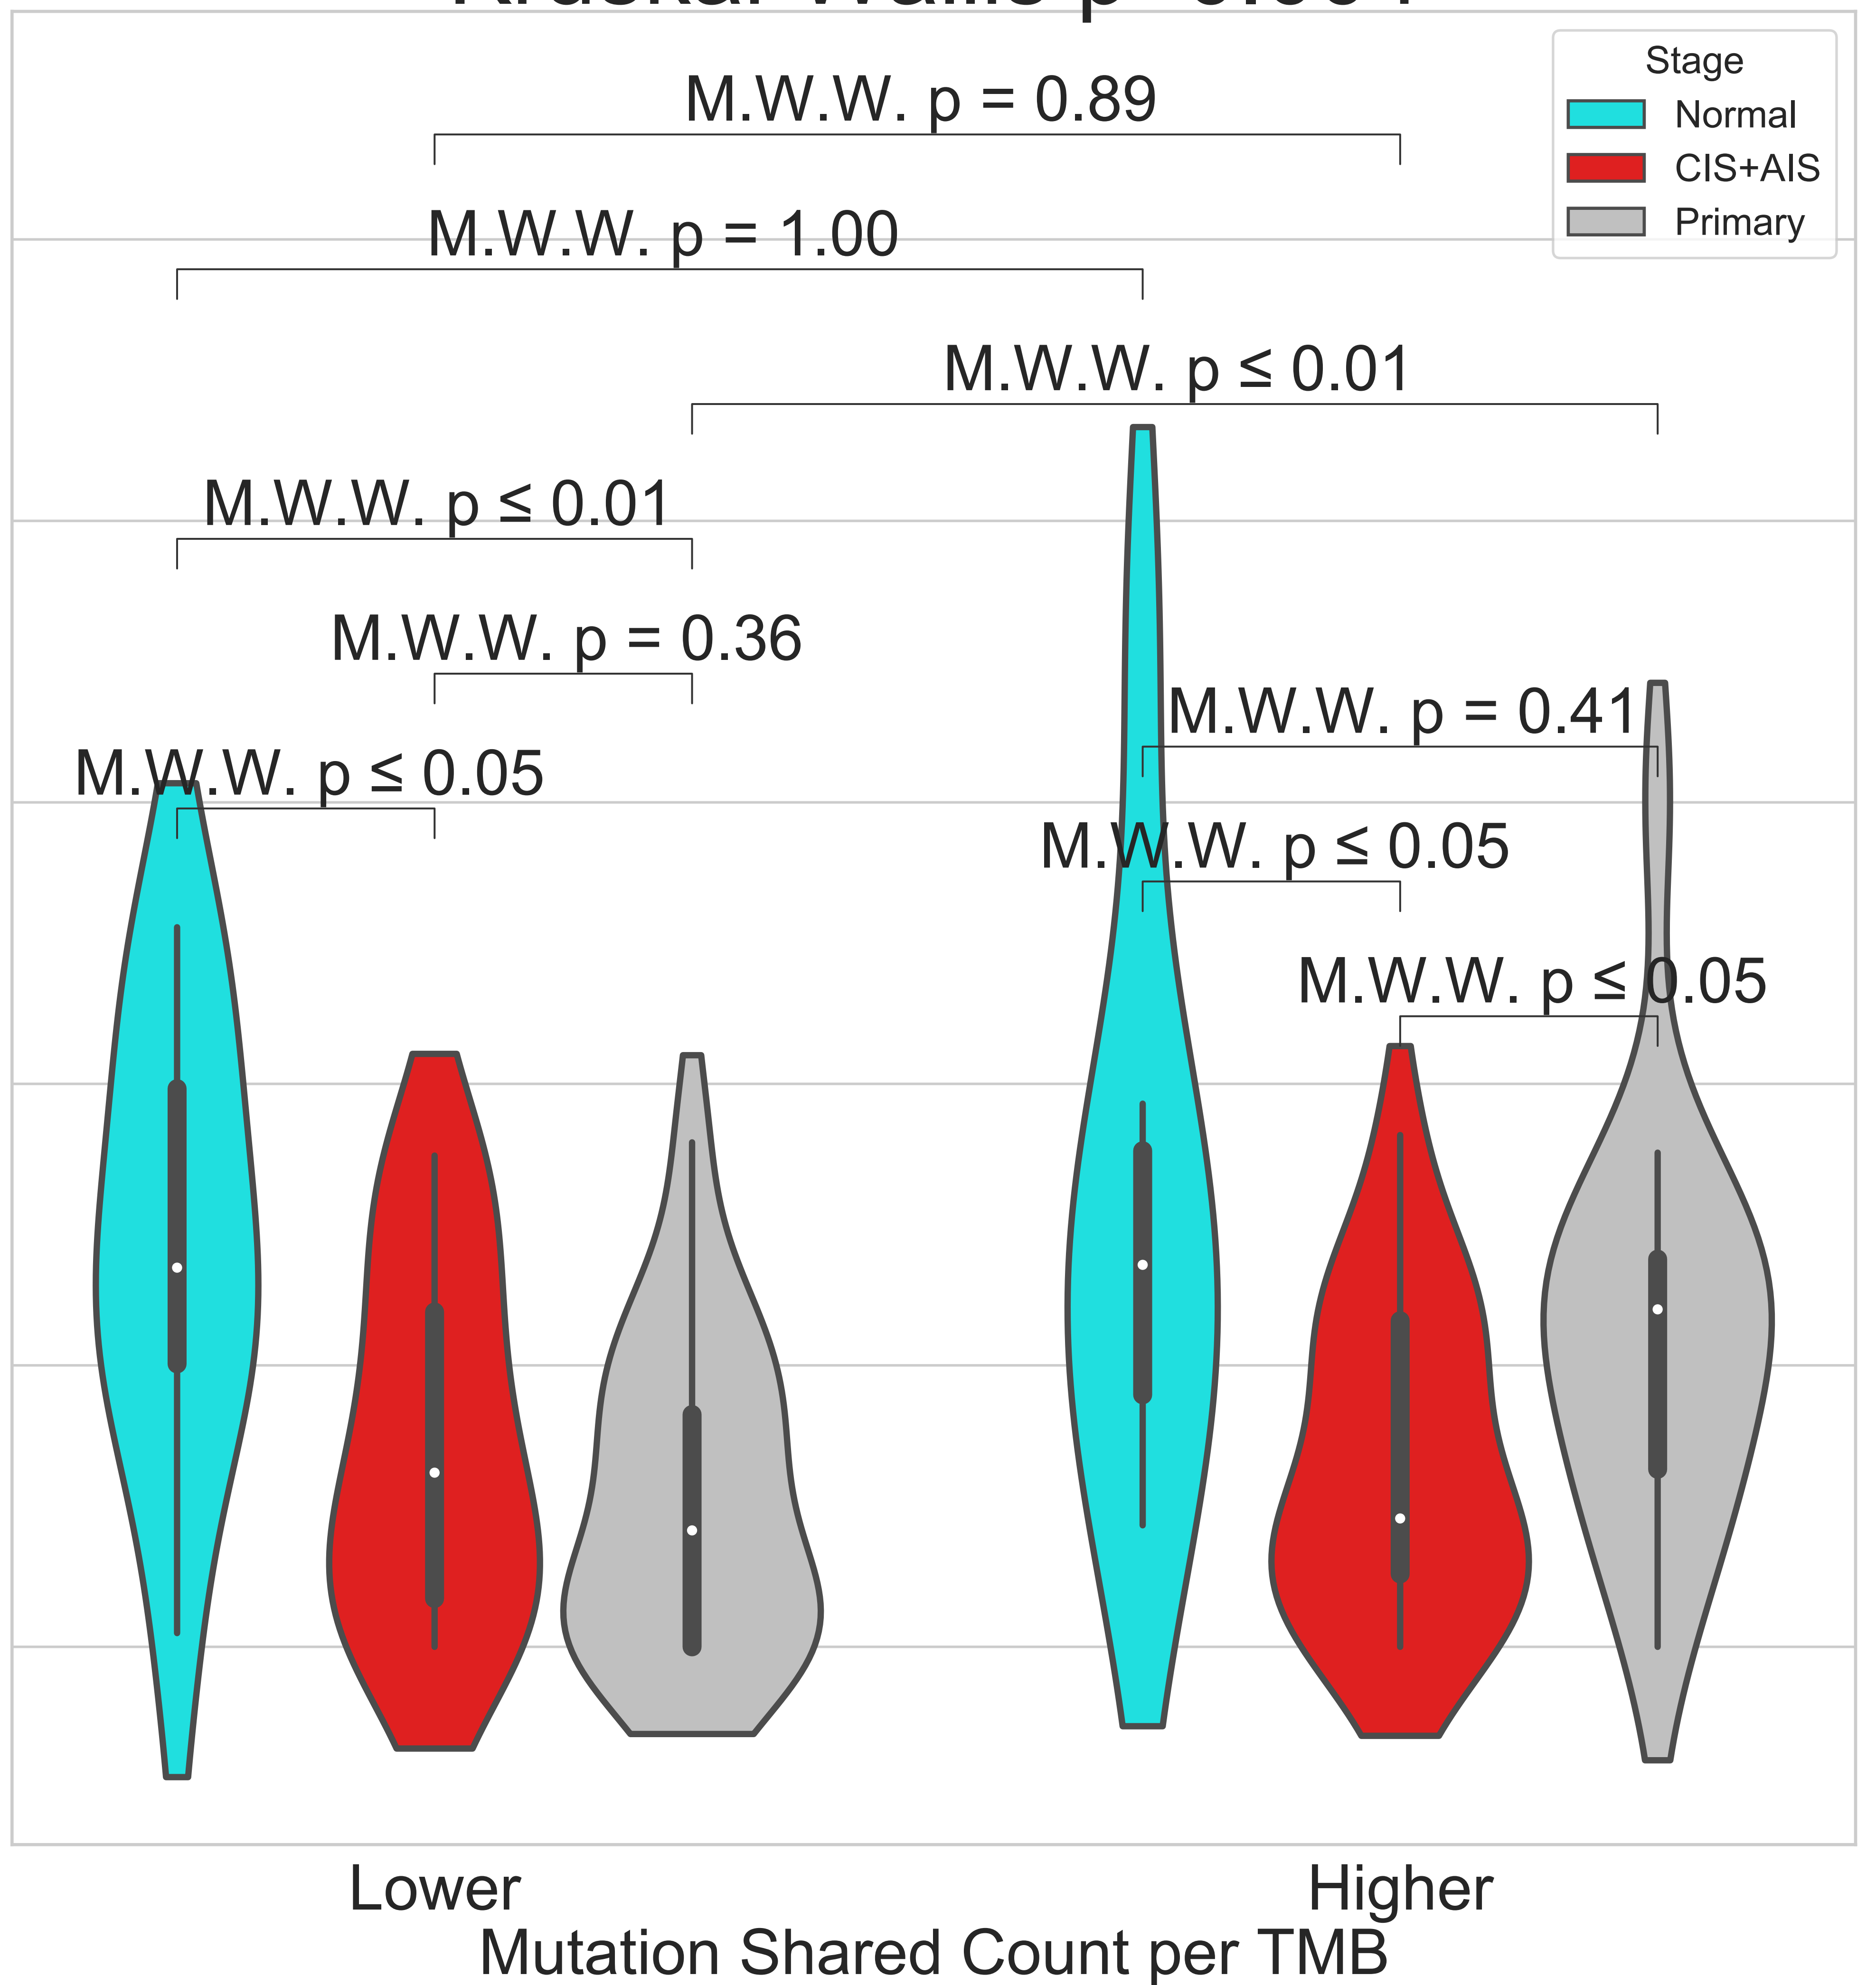 Stage
Normal
CIS+AIS
Primary
M.W.W. p = 0.89
M.W.W. p = 1.00
M.W.W. p ≤ 0.01
M.W.W. p ≤ 0.01
M.W.W. p = 0.36
M.W.W. p = 0.41
M.W.W. p ≤ 0.05
M.W.W. p ≤ 0.05
M.W.W. p ≤ 0.05
Lower
Higher
Mutation Shared Count per TMB